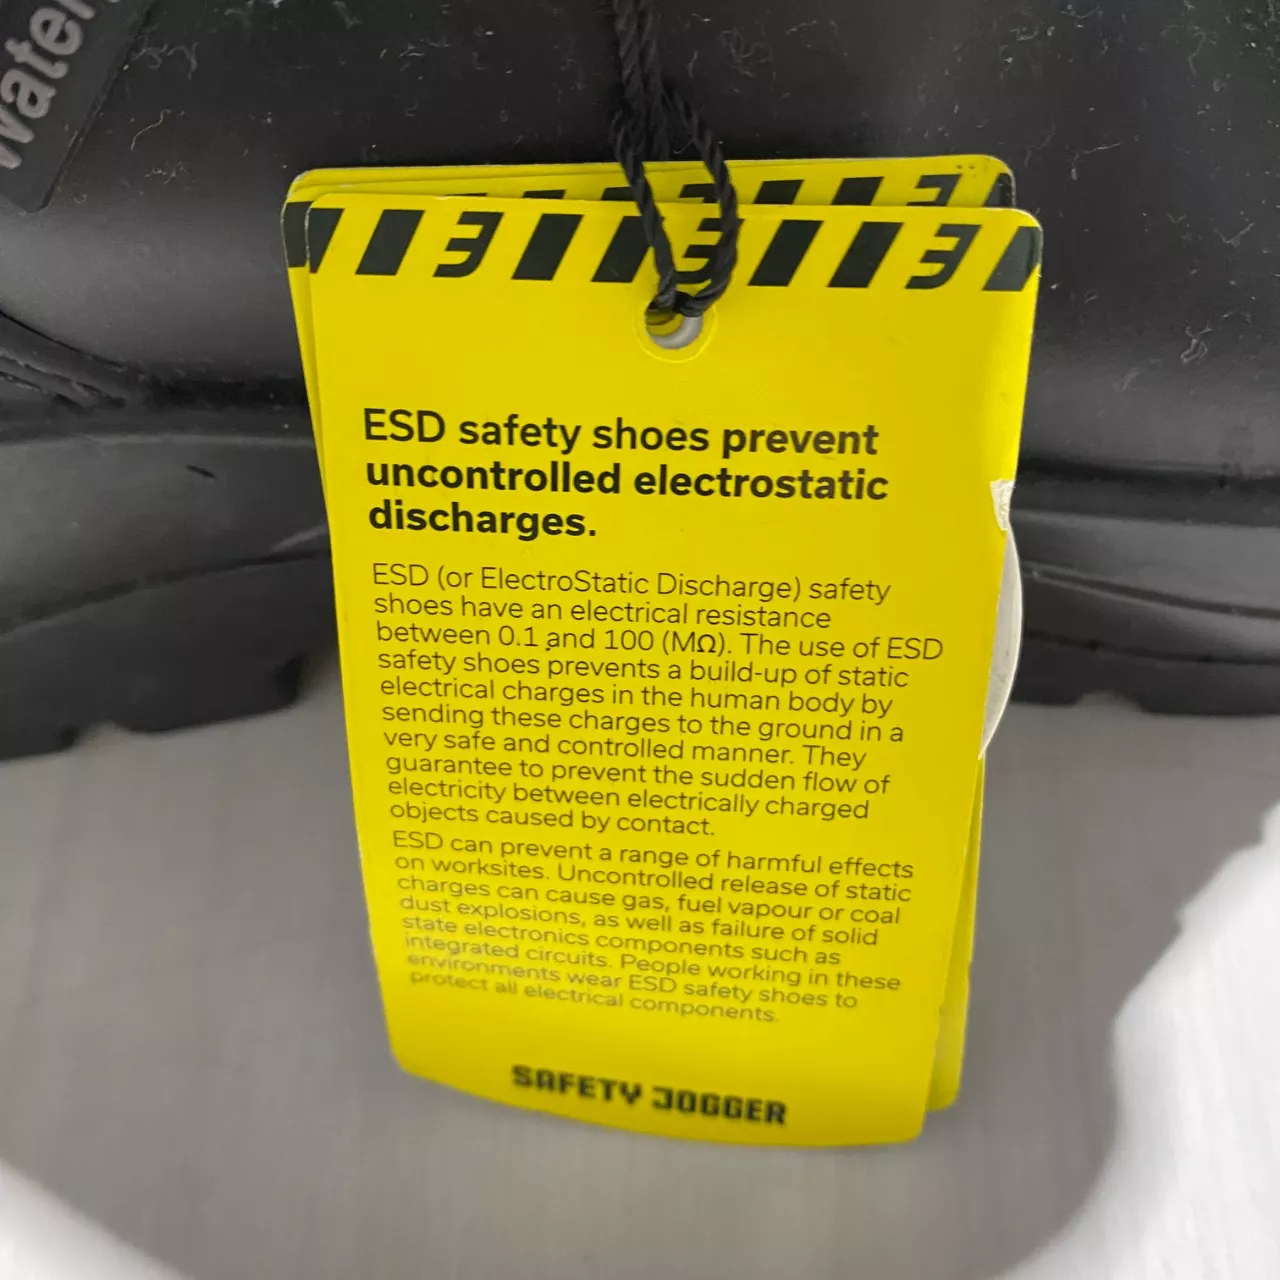 water
ESD safety shoes prevent
uncontrolled electrostatic
discharges.
ESD (or ElectroStatic Discharge) safety
shoes have an electrical resistance
between 0.1 and 100 (MΩ). The use of ESD
safety shoes prevents a build-up of static
electrical charges in the human body by
sending these charges to the ground in a
very safe and controlled manner. They
guarantee to prevent the sudden flow of
electricity between electrically charged
objects caused by contact.
ESD can prevent a range of harmful effects
on worksites. Uncontrolled release of static
charges can cause gas, fuel vapour or coal
dust explosions, as well as failure of solid
state electronics components such as
integrated circuits. People working in these
environments wear ESD safety shoes to
protect all electrical components.
SAFETY JOGGER